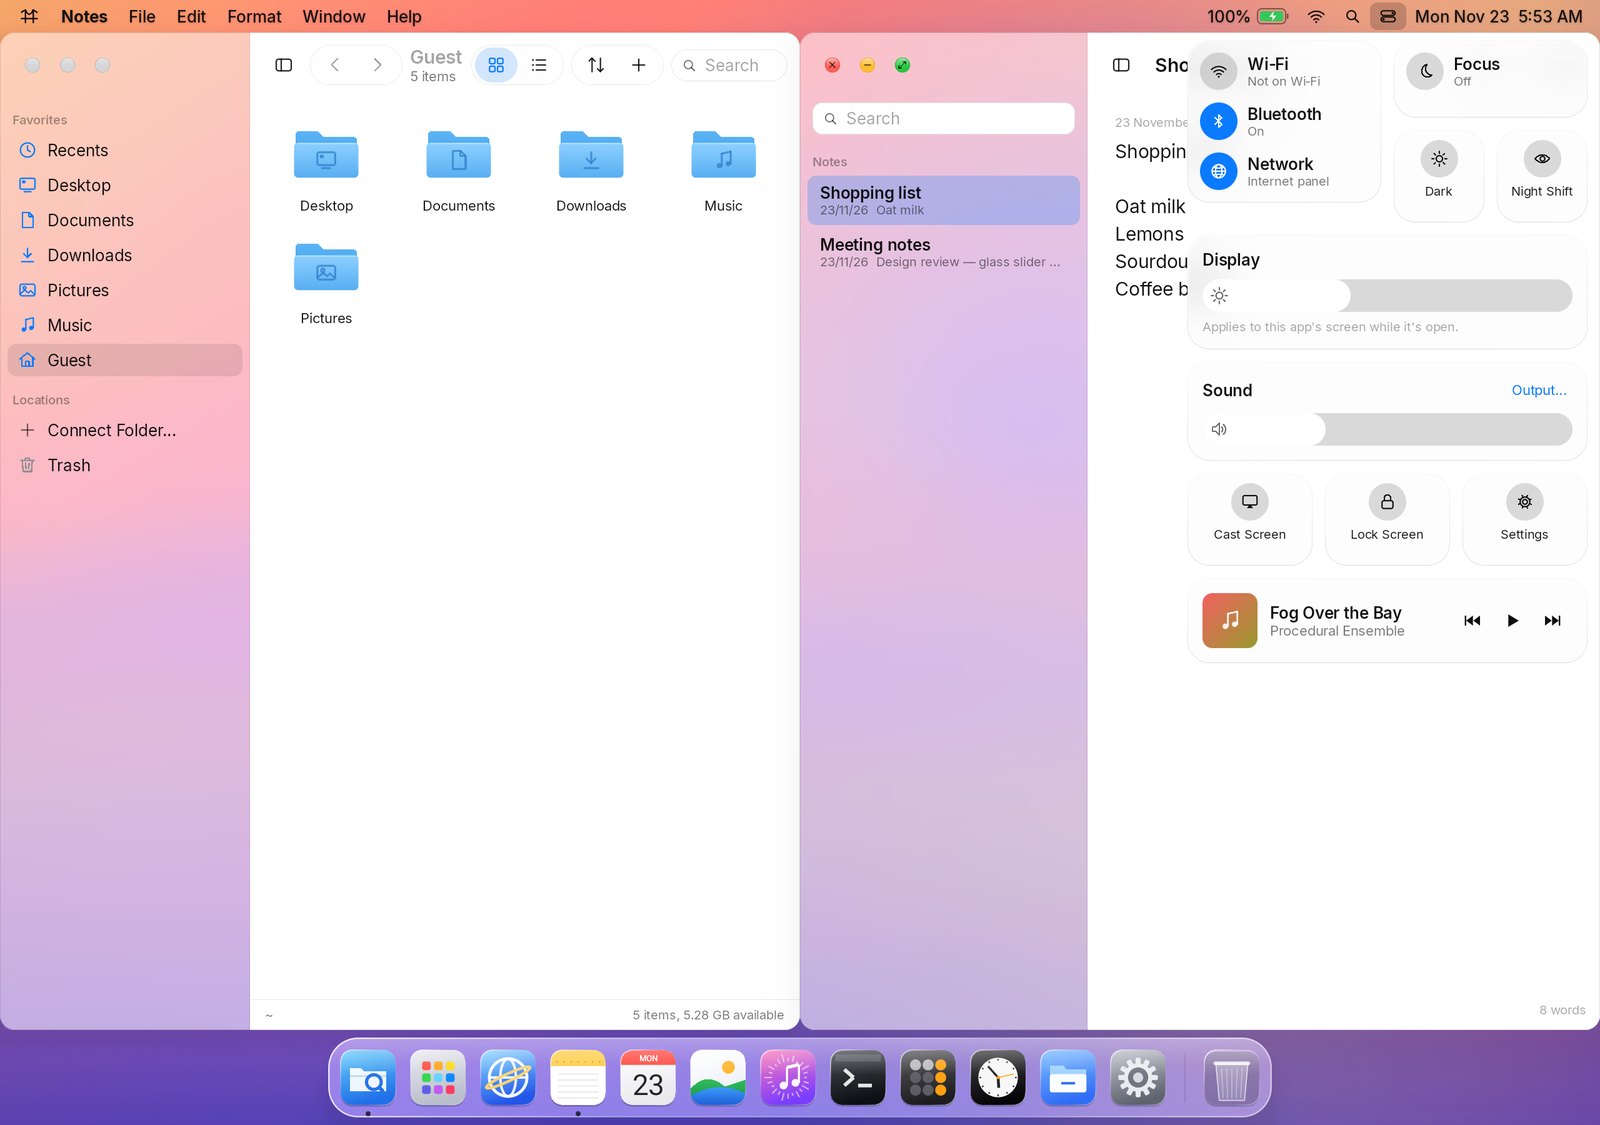 Notes File Edit Format Window Help
100% Mon Nov 23 5:53 AM
Favorites
Recents
Desktop
Documents
Downloads
Pictures
Music
Guest
Locations
Connect Folder...
Trash
Guest
5 items
Search
Desktop
Documents
Downloads
Music
Pictures
~
5 items, 5.28 GB available
Search
Notes
Shopping list
23/11/26 Oat milk
Meeting notes
23/11/26 Design review — glass slider ...
Sho
23 Novembe
Shoppin
Oat milk
Lemons
Sourdou
Coffee b
8 words
Wi-Fi
Not on Wi-Fi
Bluetooth
On
Network
Internet panel
Focus
Off
Dark
Night Shift
Display
Applies to this app's screen while it's open.
Sound
Output...
Cast Screen
Lock Screen
Settings
Fog Over the Bay
Procedural Ensemble
MON
23